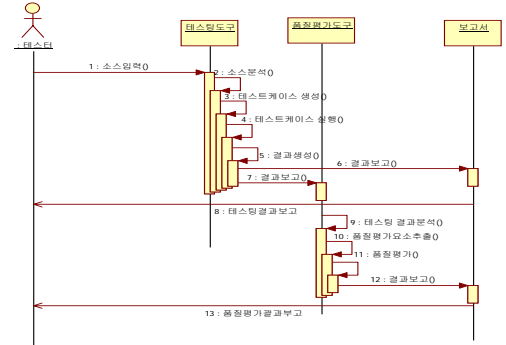 테스팅도구
품질평가도구
보고서
: 테스터
1 : 소스입력()
2 : 소스분석()
3 : 테스트케이스 생성()
4 : 테스트케이스 실행()
5 : 결과생성()
6 : 결과보고()
7 : 결과보고()
8 : 테스팅결과보고
9 : 테스팅 결과분석()
10 : 품질평가요소추출()
11 : 품질평가()
12 : 결과보고()
13 : 품질평가결과부고